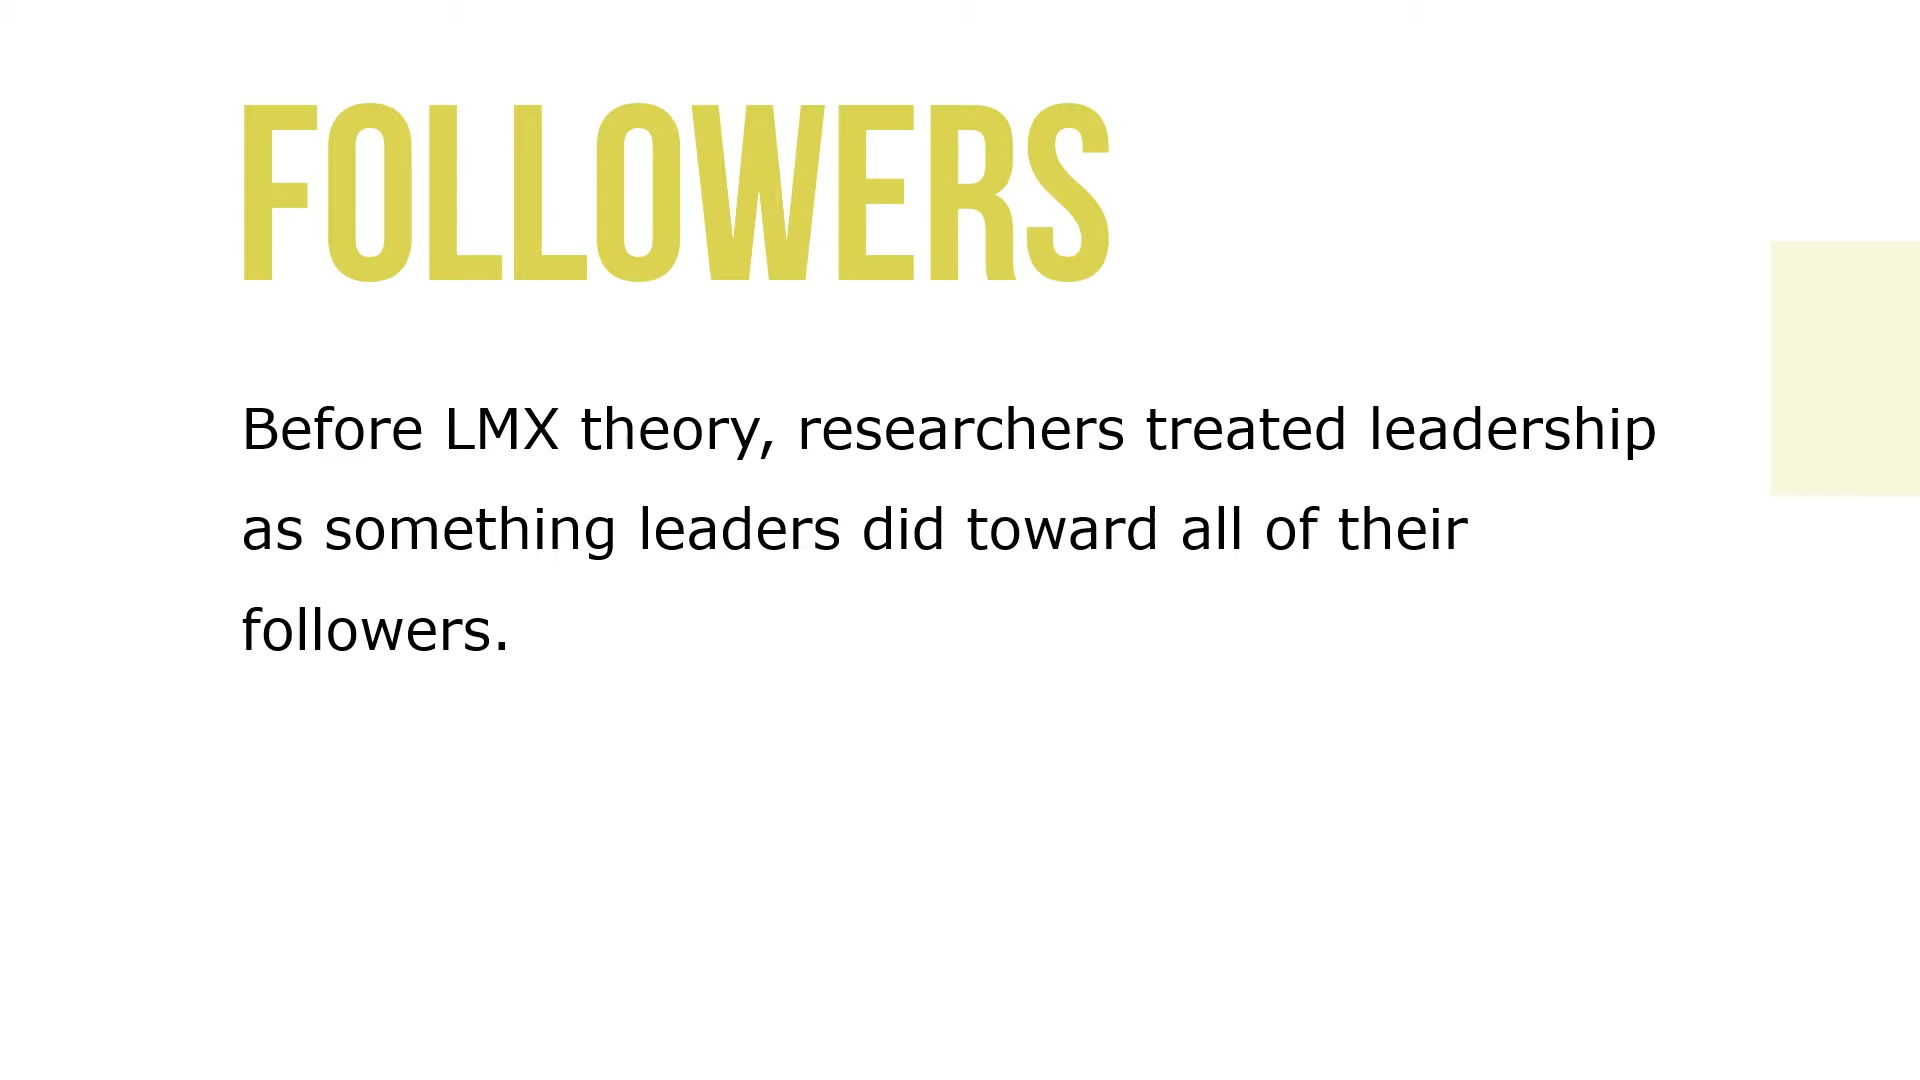 FOLLOWERS
Before LMX theory, researchers treated leadership
as something leaders did toward all of their
followers.